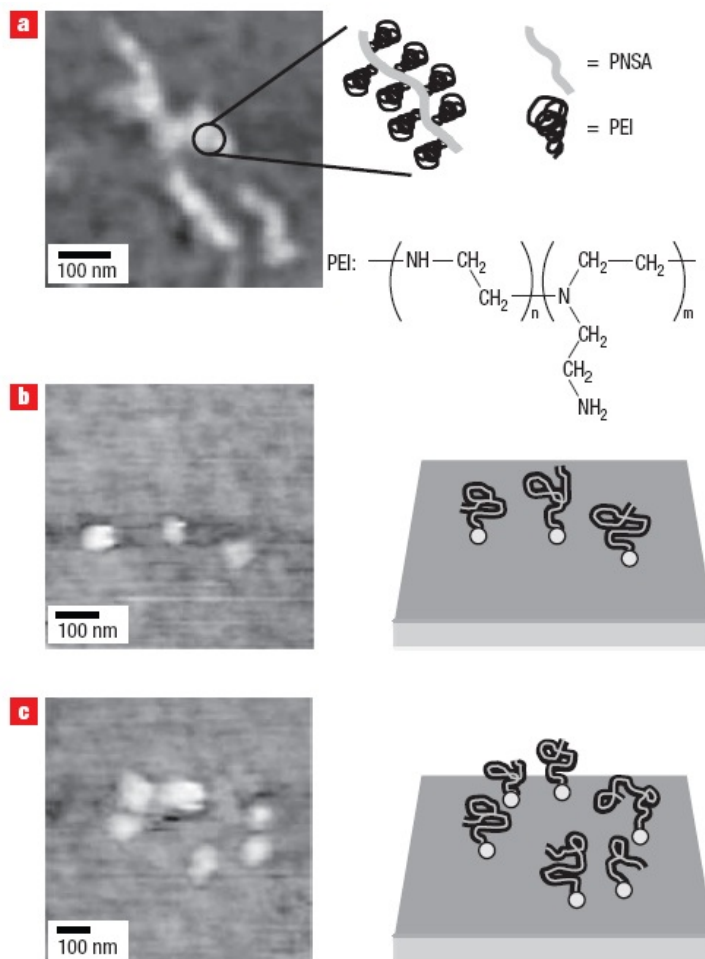 a
= PNSA
= PEI
100 nm
PEI: NH—CH₂ CH₂ n N CH₂—CH₂ m
CH₂
CH₂
NH₂
b
100 nm
c
100 nm